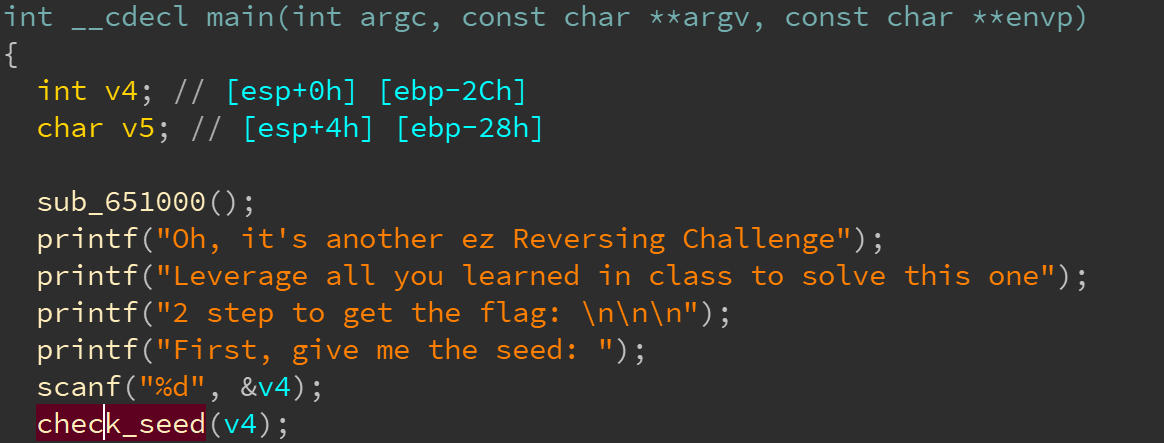 int __cdecl main(int argc, const char **argv, const char **envp)
{
int v4; // [esp+0h] [ebp-2Ch]
char v5; // [esp+4h] [ebp-28h]
sub_651000();
printf("Oh, it's another ez Reversing Challenge");
printf("Leverage all you learned in class to solve this one");
printf("2 step to get the flag: \n\n\n");
printf("First, give me the seed: ");
scanf("%d", &v4);
check_seed(v4);